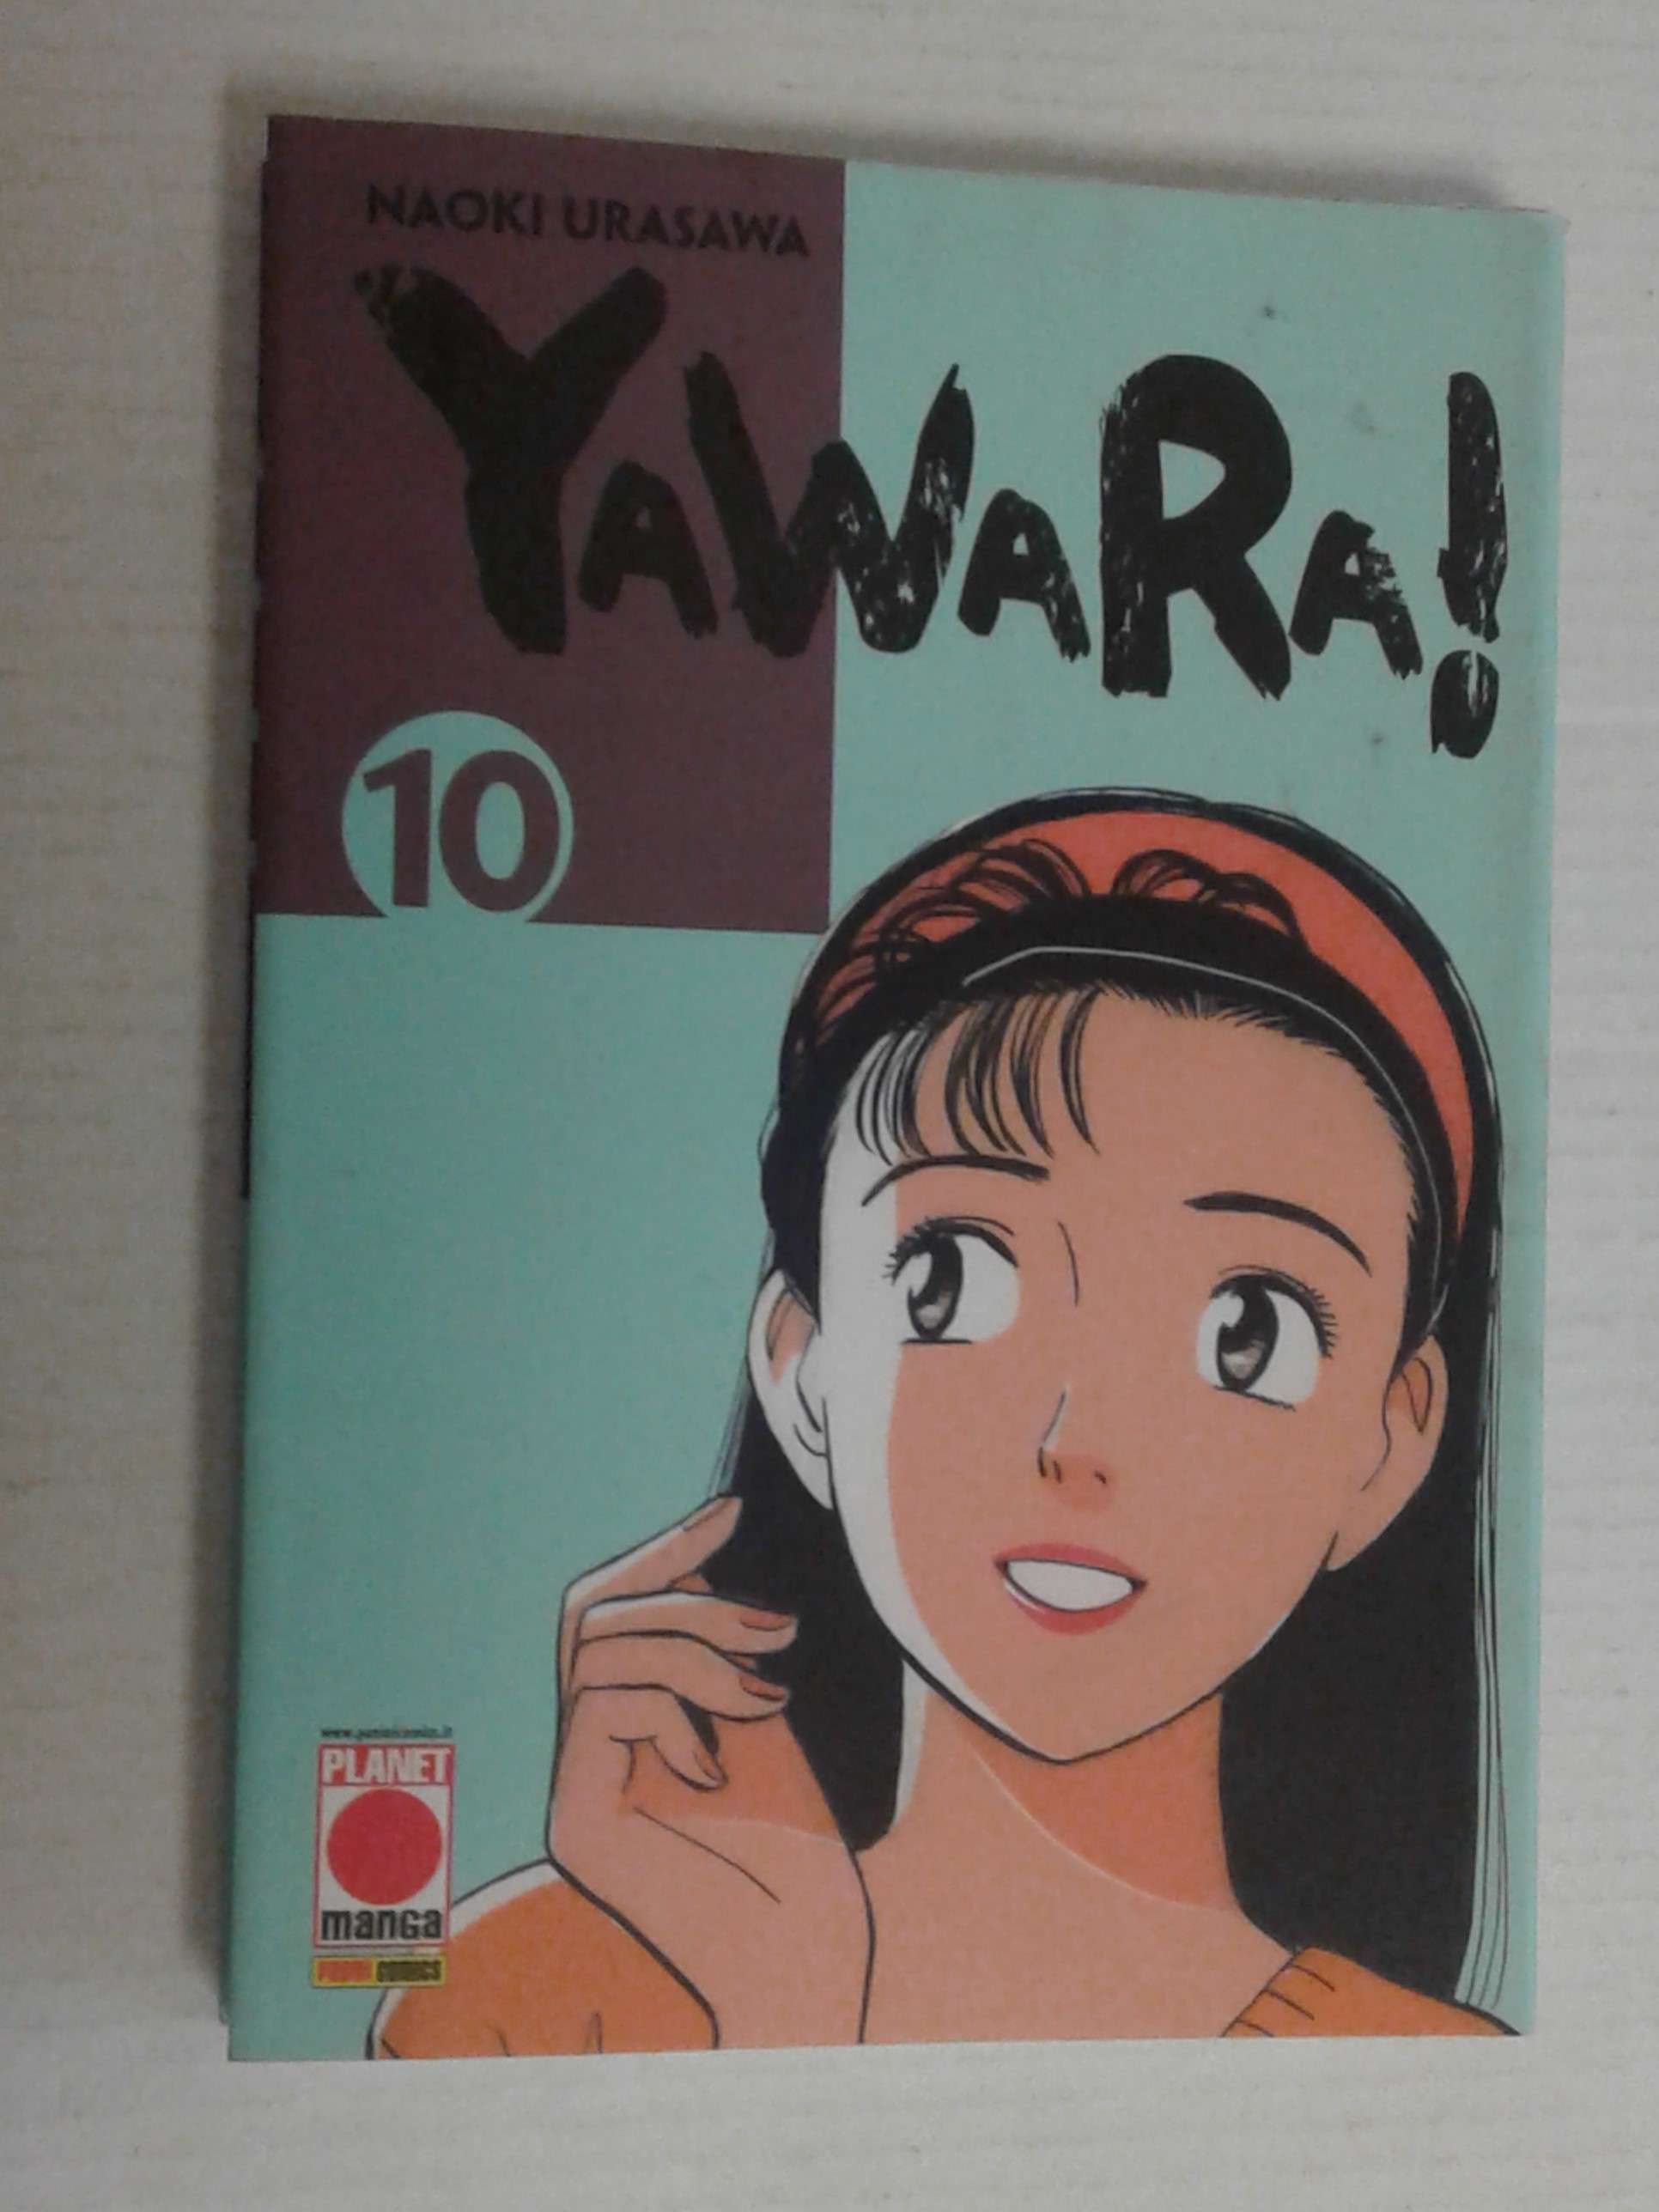 NAOKI URASAWA
YAWARA!
10
www.paninicomics.it
PLANET
manga
PANINI COMICS